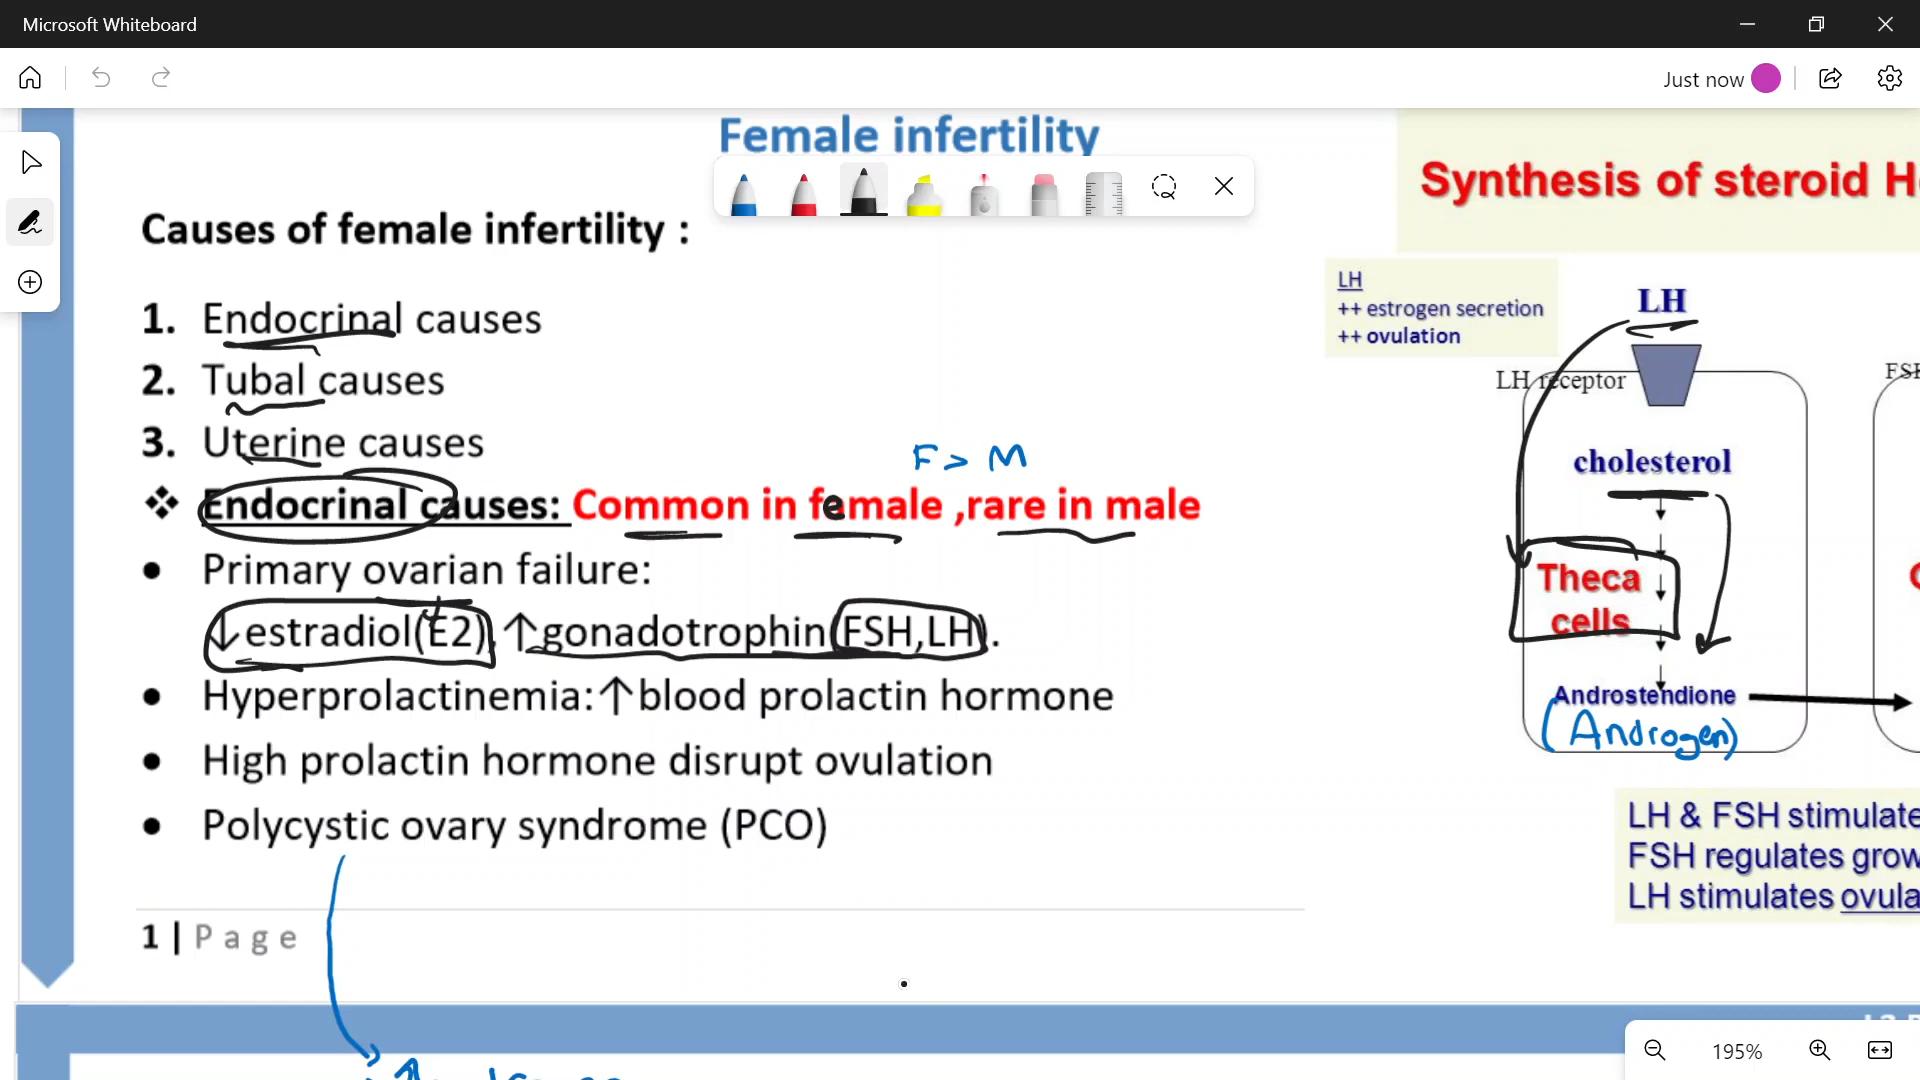 Microsoft Whiteboard
Just now
Female infertility
Causes of female infertility :
1. Endocrinal causes
2. Tubal causes
3. Uterine causes
F > M
❖ Endocrinal causes: Common in female ,rare in male
• Primary ovarian failure:
↓estradiol(E2), ↑gonadotrophin(FSH,LH).
• Hyperprolactinemia:↑blood prolactin hormone
• High prolactin hormone disrupt ovulation
• Polycystic ovary syndrome (PCO)
1 | Page
Synthesis of steroid H
LH
++ estrogen secretion
++ ovulation
LH
LH receptor
FSH
cholesterol
Theca
cells
Androstendione
(Androgen)
LH & FSH stimulate
FSH regulates grow
LH stimulates ovula
195%